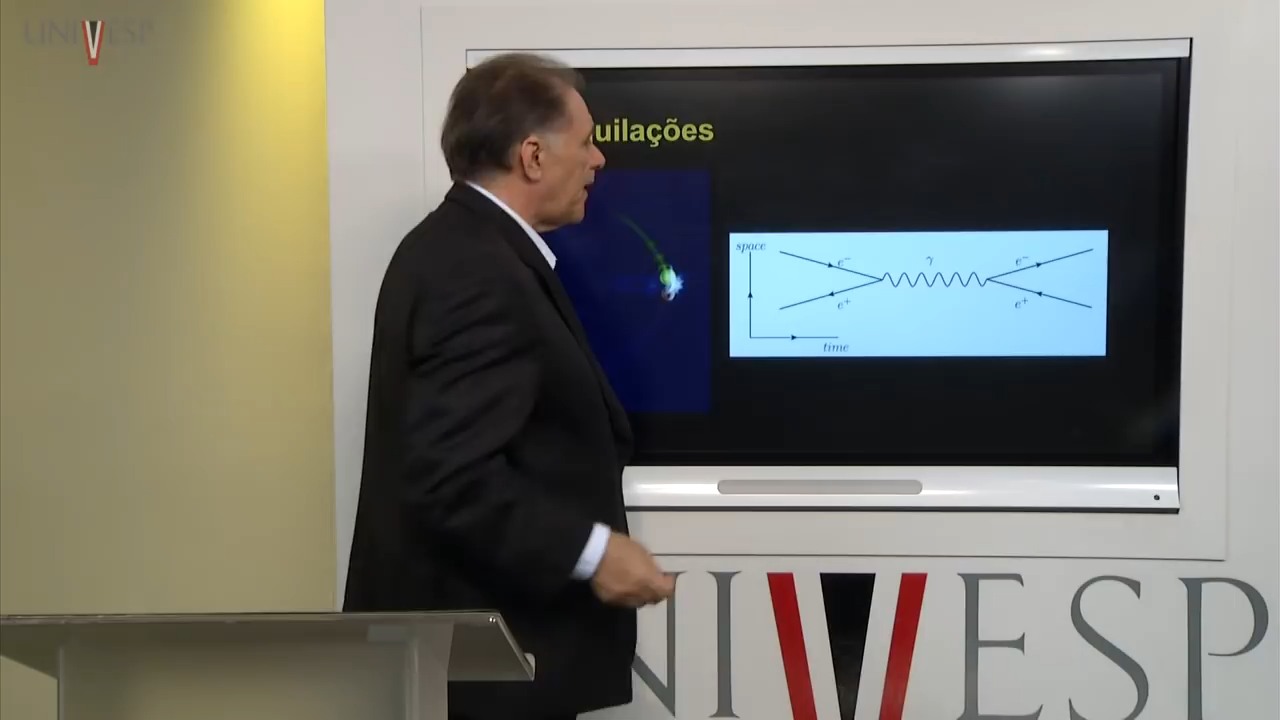 UNIVESP
uilações
space
e⁻
γ
e⁻
e⁺
e⁺
time
NIVESP